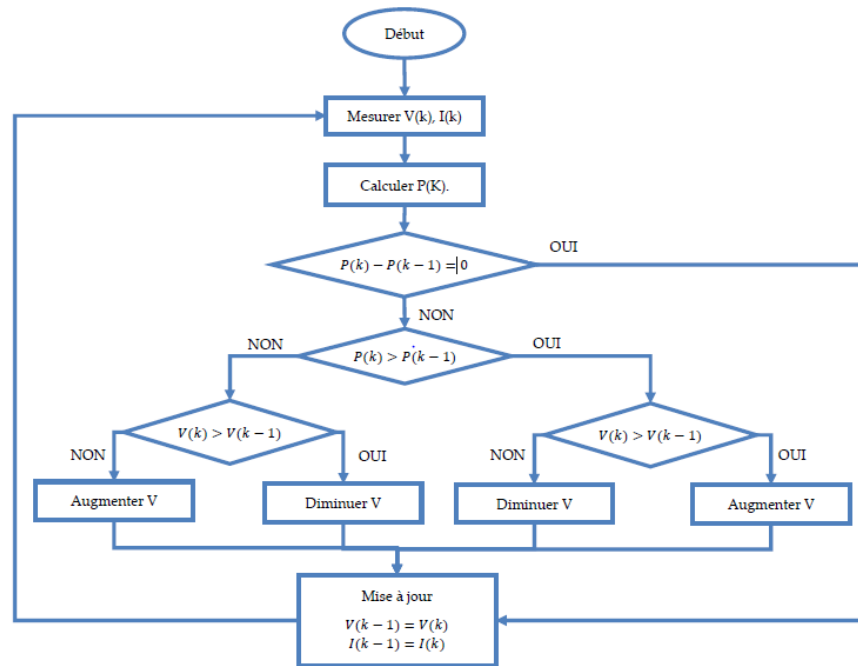 Début
Mesurer V(k), I(k)
Calculer P(K).
P(k) − P(k − 1) = 0
OUI
NON
P(k) > P(k − 1)
NON
OUI
V(k) > V(k − 1)
V(k) > V(k − 1)
NON
OUI
NON
OUI
Augmenter V
Diminuer V
Diminuer V
Augmenter V
Mise à jour
V(k − 1) = V(k)
I(k − 1) = I(k)